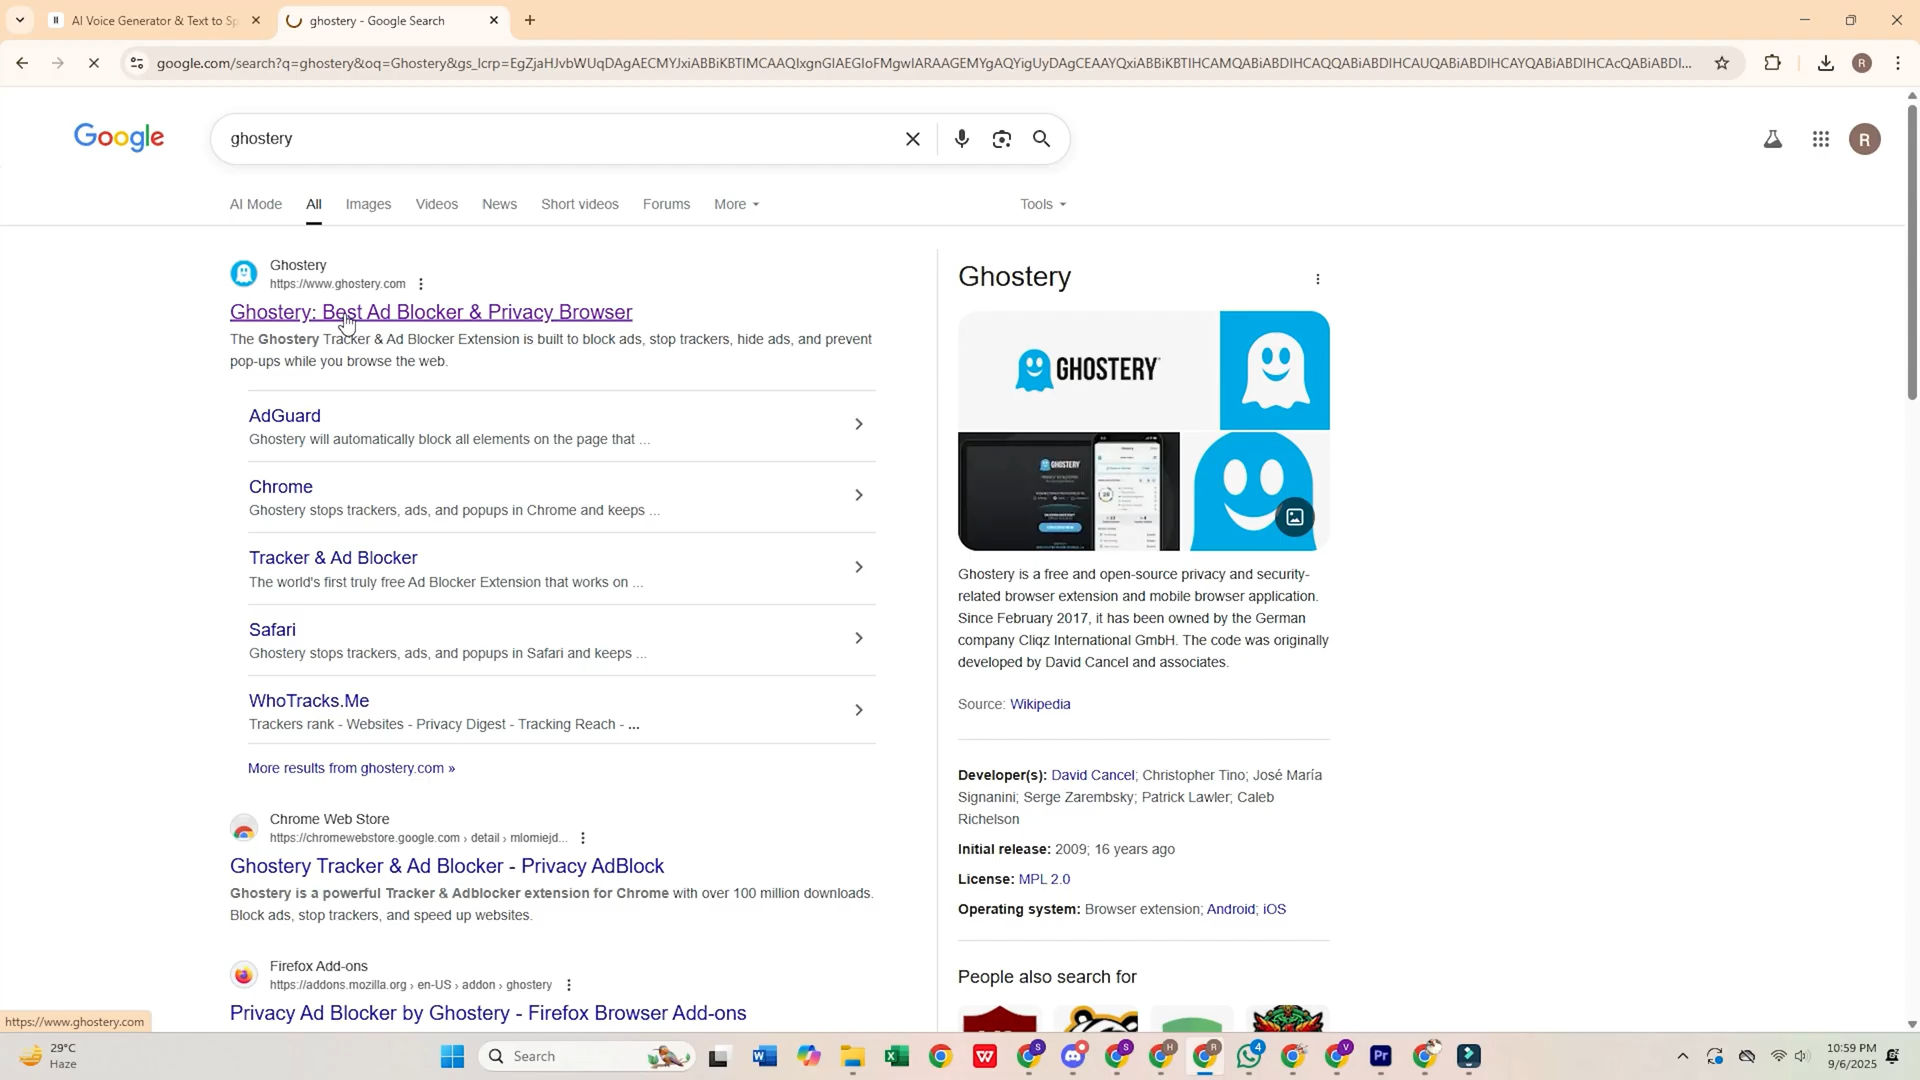 AI Voice Generator & Text to Sp
ghostery - Google Search
google.com/search?q=ghostery&oq=Ghostery&gs_lcrp=EgZjaHJvbWUqDAgAECMYJxiABBiKBTIMCAAQIxgnGIAEGIoFMgwIARAAGEMYgAQYigUyDAgCEAAYQxiABBiKBTIHCAMQABiABDIHCAQQABiABDIHCAUQABiABDIHCAYQABiABDIHCAcQABiABDI...
R
Google
ghostery
R
AI Mode
All
Images
Videos
News
Short videos
Forums
More
Tools
Ghostery
https://www.ghostery.com
Ghostery: Best Ad Blocker & Privacy Browser
The Ghostery Tracker & Ad Blocker Extension is built to block ads, stop trackers, hide ads, and prevent
pop-ups while you browse the web.
AdGuard
Ghostery will automatically block all elements on the page that ...
Chrome
Ghostery stops trackers, ads, and popups in Chrome and keeps ...
Tracker & Ad Blocker
The world's first truly free Ad Blocker Extension that works on ...
Safari
Ghostery stops trackers, ads, and popups in Safari and keeps ...
WhoTracks.Me
Trackers rank - Websites - Privacy Digest - Tracking Reach - ...
More results from ghostery.com »
Chrome Web Store
https://chromewebstore.google.com › detail › mlomiejd...
Ghostery Tracker & Ad Blocker - Privacy AdBlock
Ghostery is a powerful Tracker & Adblocker extension for Chrome with over 100 million downloads.
Block ads, stop trackers, and speed up websites.
Firefox Add-ons
https://addons.mozilla.org › en-US › addon › ghostery
Privacy Ad Blocker by Ghostery - Firefox Browser Add-ons
Ghostery
GHOSTERY
GHOSTERY
Ghostery is a free and open-source privacy and security-
related browser extension and mobile browser application.
Since February 2017, it has been owned by the German
company Cliqz International GmbH. The code was originally
developed by David Cancel and associates.
Source: Wikipedia
Developer(s): David Cancel; Christopher Tino; José María
Signanini; Serge Zarembsky; Patrick Lawler; Caleb
Richelson
Initial release: 2009; 16 years ago
License: MPL 2.0
Operating system: Browser extension; Android; iOS
People also search for
https://www.ghostery.com
29°C
Haze
Search
S
S
H
R
4
V
Pr
10:59 PM
9/6/2025